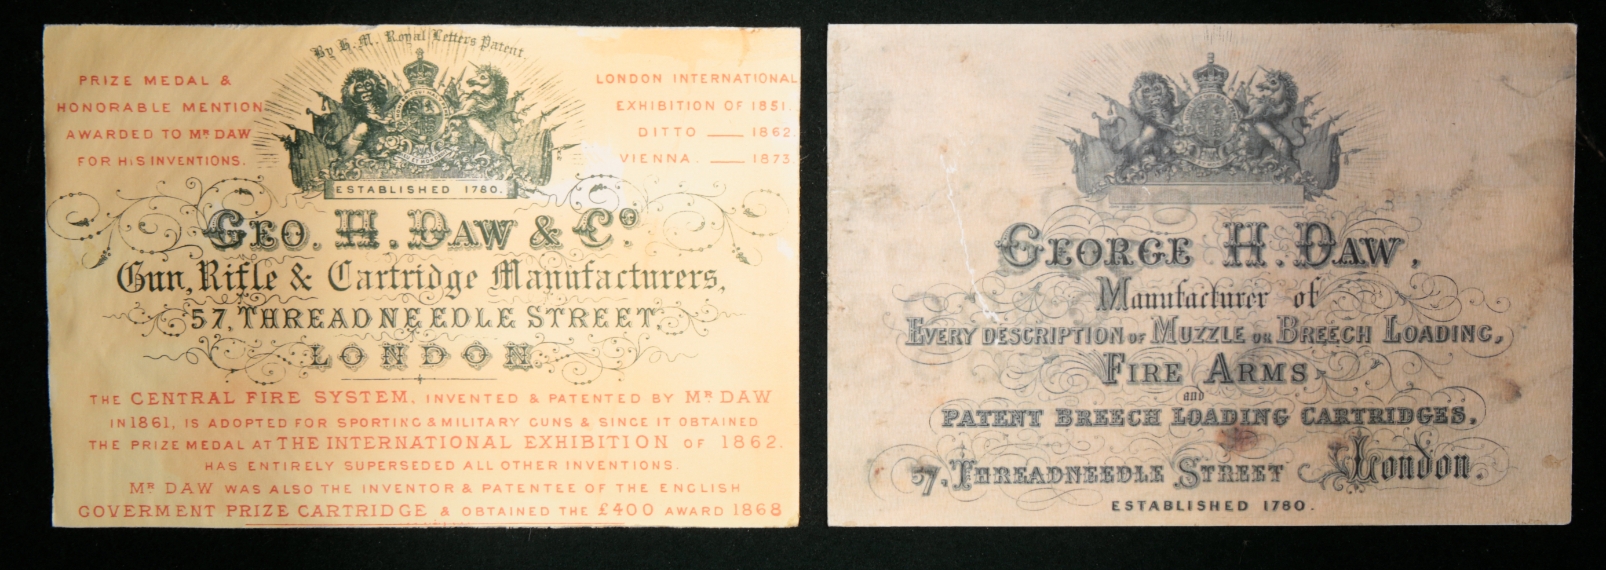 By H.M. Royal Letters Patent.
PRIZE MEDAL &
HONORABLE MENTION
AWARDED TO Mᴿ DAW
FOR HIS INVENTIONS.
LONDON INTERNATIONAL
EXHIBITION OF 1851.
DITTO —— 1862.
VIENNA. —— 1873.
ESTABLISHED 1780.
GEO. H. DAW & Cº.
Gun, Rifle & Cartridge Manufacturers,
57, THREADNEEDLE STREET,
LONDON.
THE CENTRAL FIRE SYSTEM, INVENTED & PATENTED BY Mᴿ DAW
IN 1861, IS ADOPTED FOR SPORTING & MILITARY GUNS & SINCE IT OBTAINED
THE PRIZE MEDAL AT THE INTERNATIONAL EXHIBITION OF 1862.
HAS ENTIRELY SUPERSEDED ALL OTHER INVENTIONS.
Mᴿ DAW WAS ALSO THE INVENTOR & PATENTEE OF THE ENGLISH
GOVERMENT PRIZE CARTRIDGE & OBTAINED THE £400 AWARD 1868
GEORGE H. DAW,
Manufacturer of
EVERY DESCRIPTION OF MUZZLE OR BREECH LOADING,
FIRE ARMS,
and
PATENT BREECH LOADING CARTRIDGES,
57, THREADNEEDLE STREET London.
ESTABLISHED 1780.